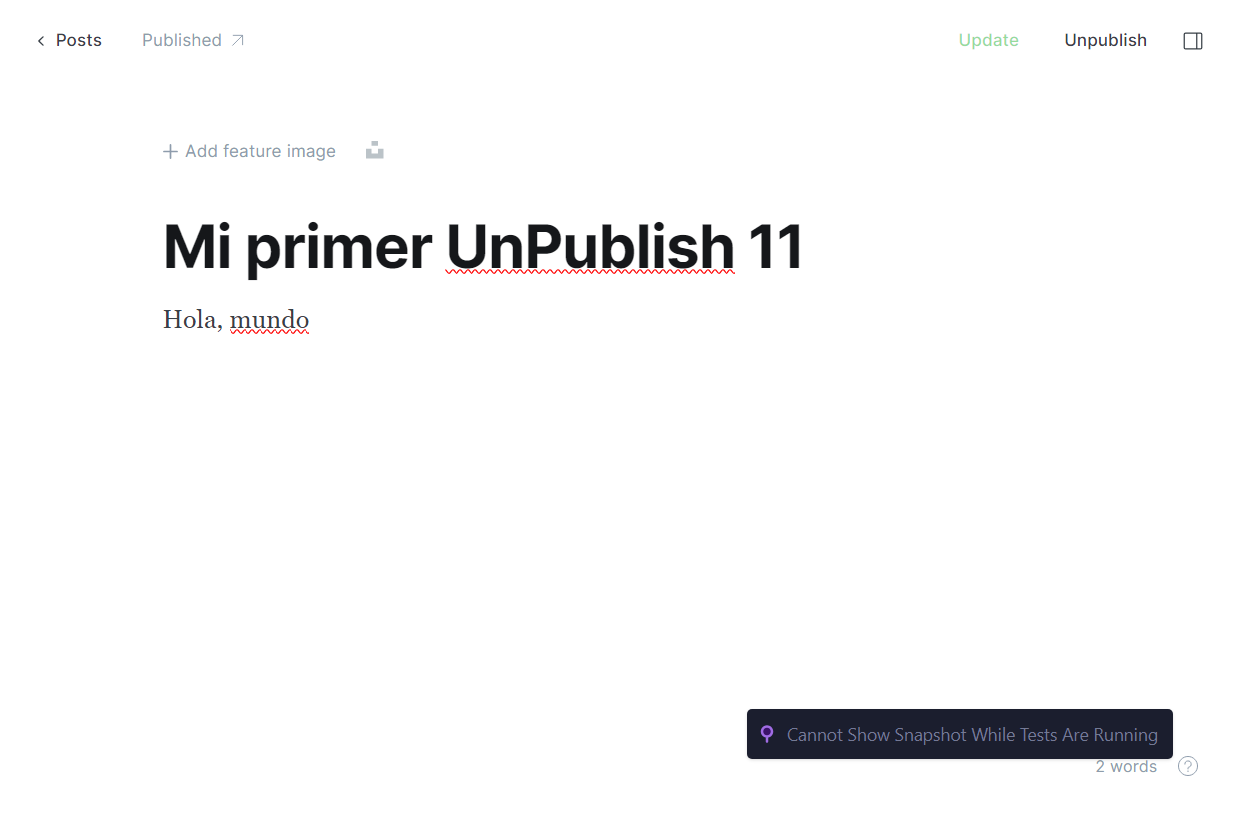 Posts Published Update Unpublish
Add feature image
Mi primer UnPublish 11
Hola, mundo
Cannot Show Snapshot While Tests Are Running
2 words ?